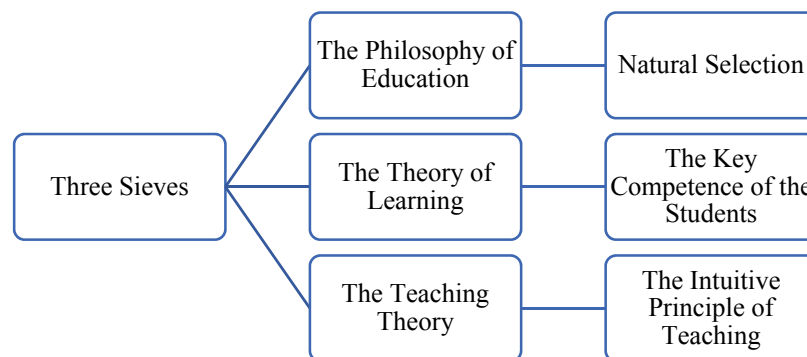 Three Sieves
The Philosophy of
Education
Natural Selection
The Theory of
Learning
The Key
Competence of the
Students
The Teaching
Theory
The Intuitive
Principle of
Teaching